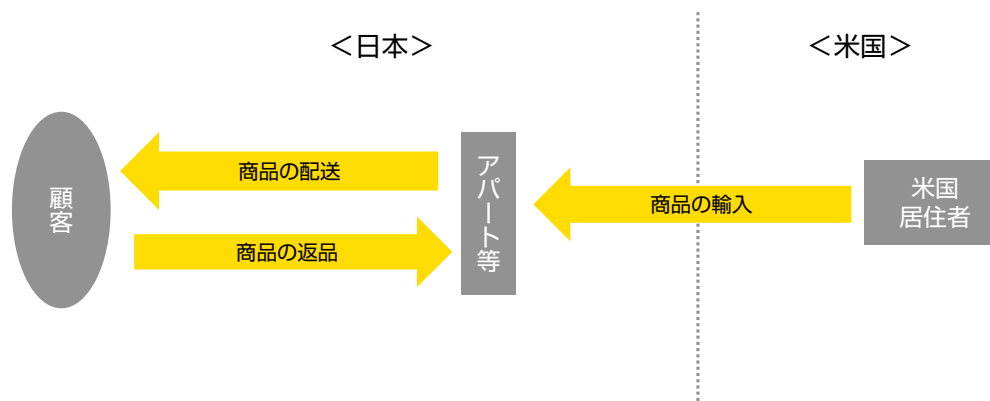 ＜日本＞
＜米国＞
顧客
商品の配送
商品の返品
アパート等
商品の輸入
米国
居住者